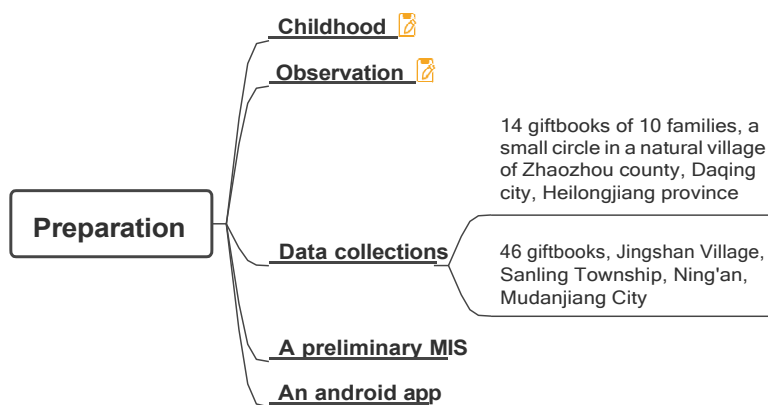 Preparation
Childhood
Observation
Data collections
14 giftbooks of 10 families, a
small circle in a natural village
of Zhaozhou county, Daqing
city, Heilongjiang province
46 giftbooks, Jingshan Village,
Sanling Township, Ning'an,
Mudanjiang City
A preliminary MIS
An android app